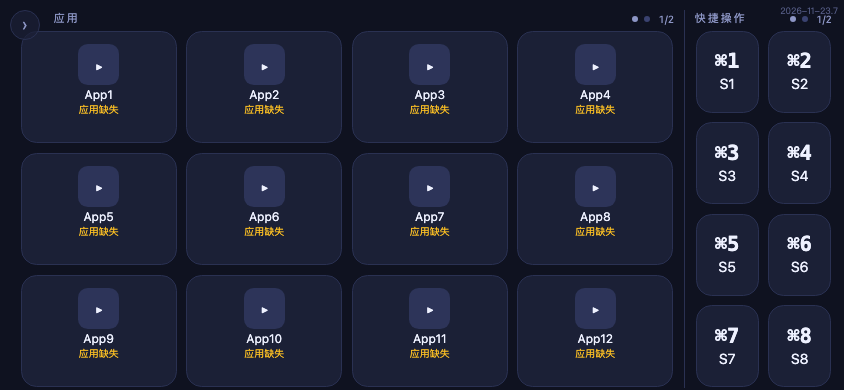 ›
应用
1/2
快捷操作
2026-11-23.7
1/2
App1
应用缺失
App2
应用缺失
App3
应用缺失
App4
应用缺失
App5
应用缺失
App6
应用缺失
App7
应用缺失
App8
应用缺失
App9
应用缺失
App10
应用缺失
App11
应用缺失
App12
应用缺失
⌘1
S1
⌘2
S2
⌘3
S3
⌘4
S4
⌘5
S5
⌘6
S6
⌘7
S7
⌘8
S8